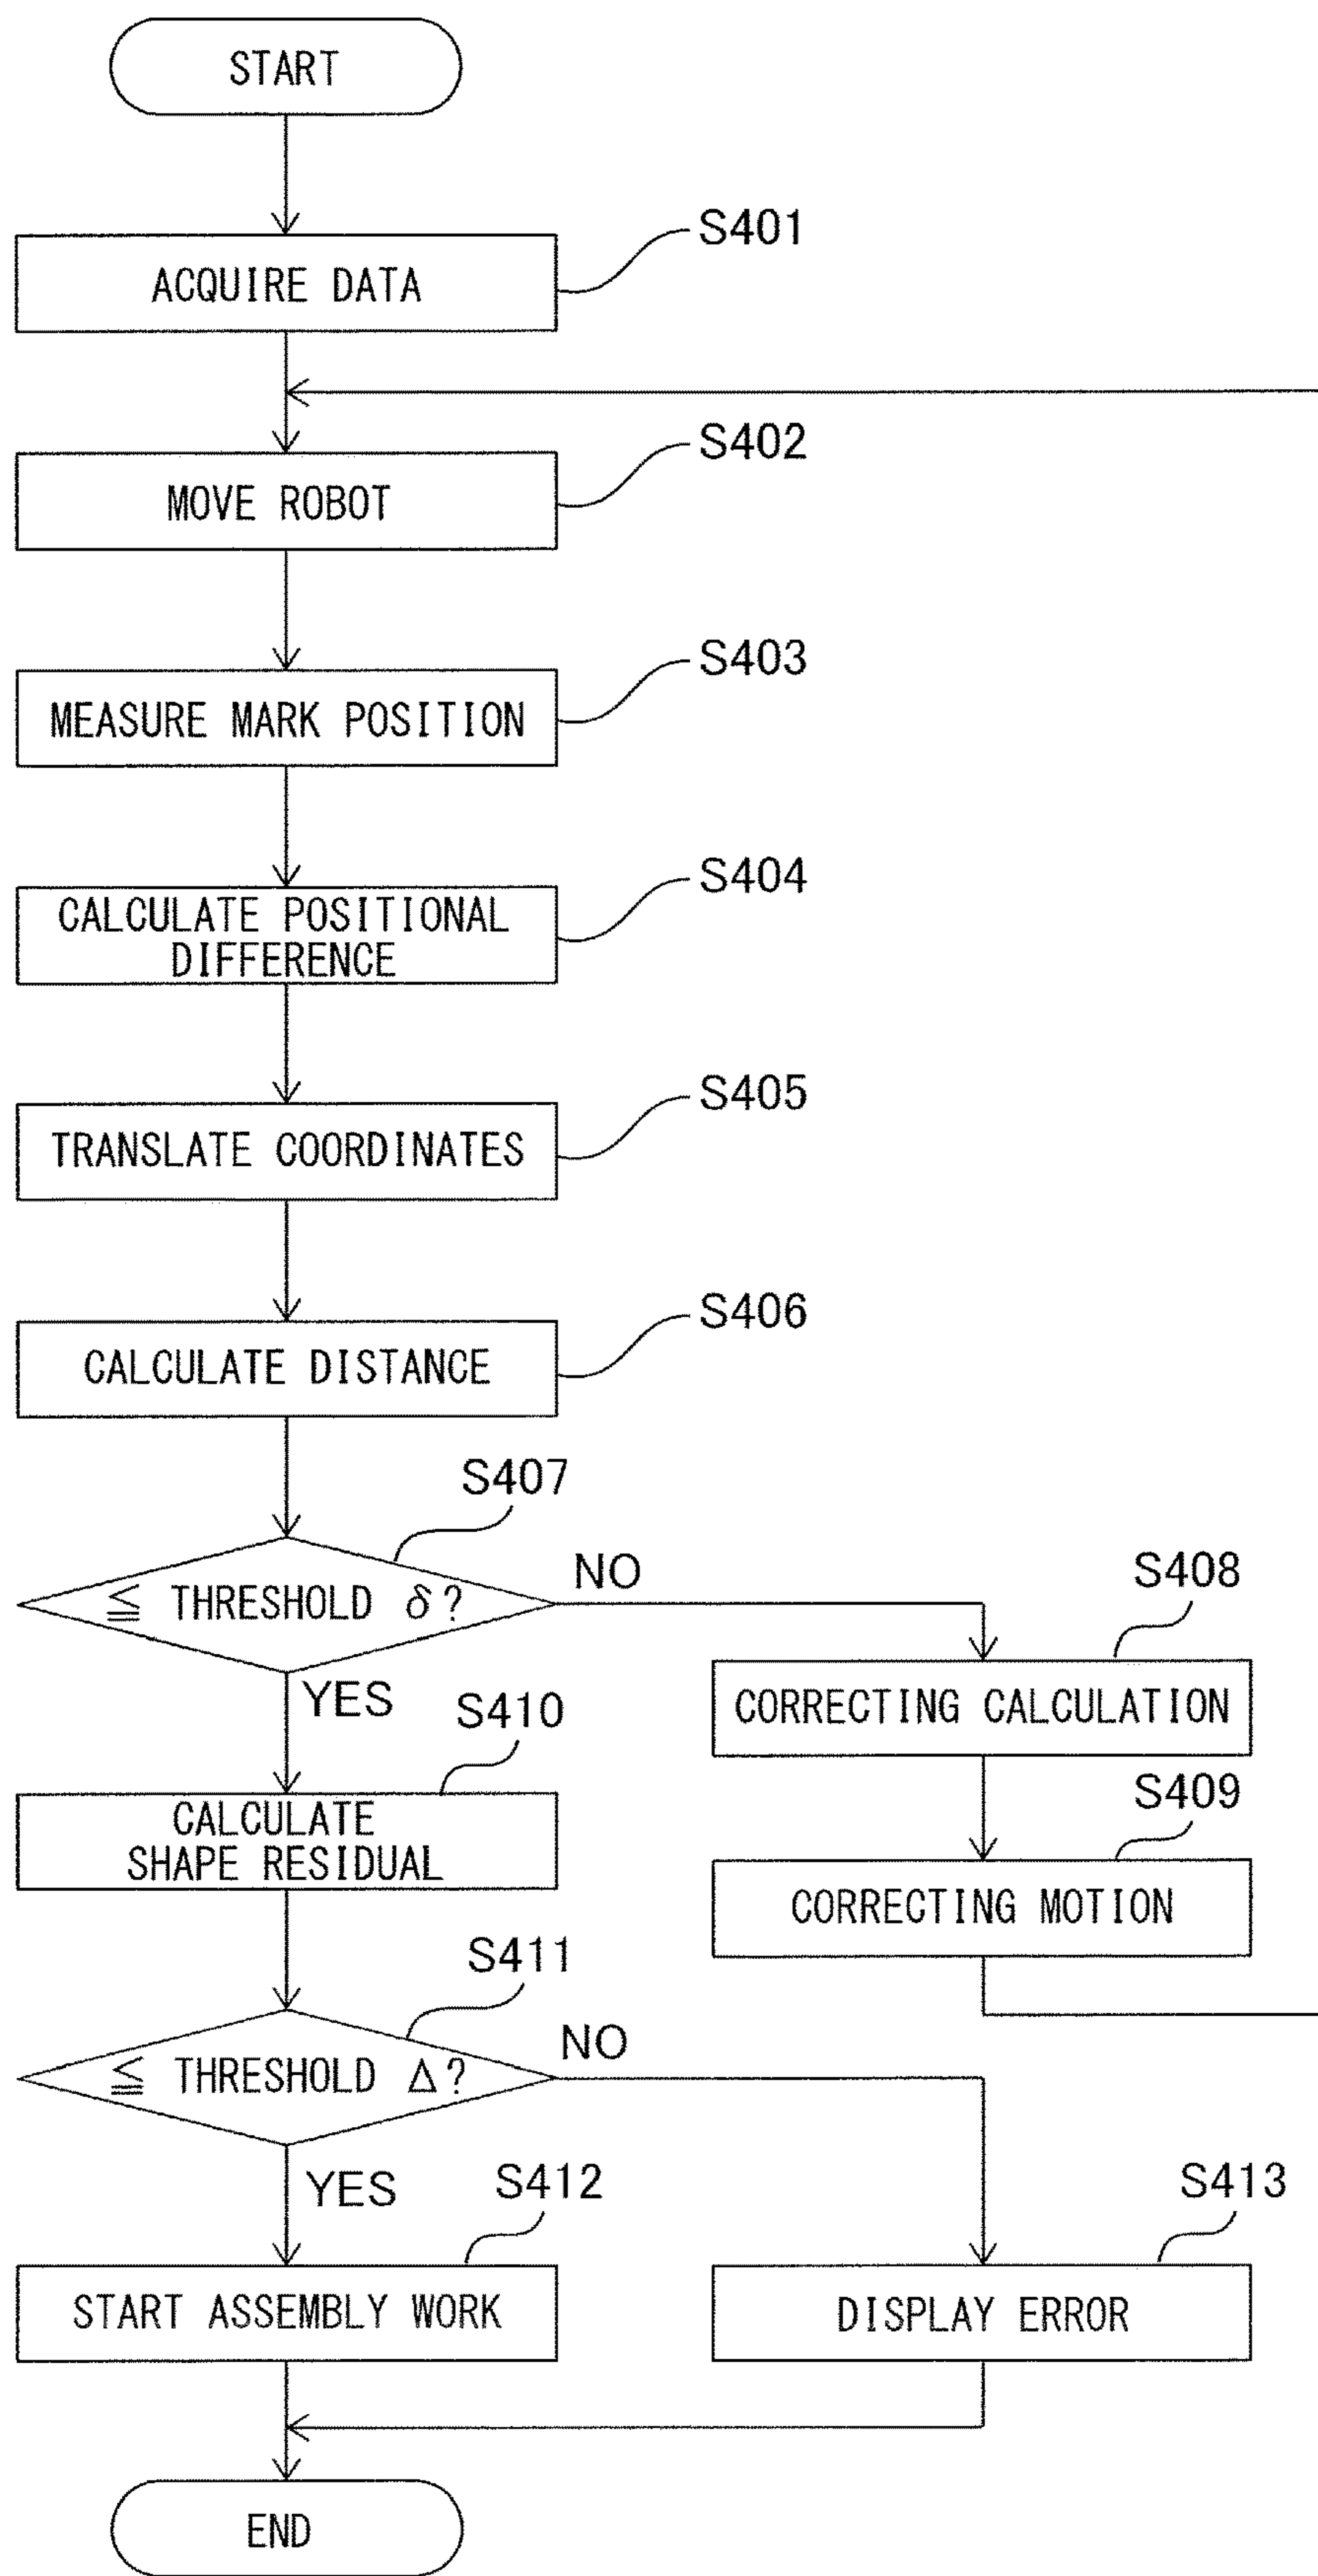 START
S401
ACQUIRE DATA
S402
MOVE ROBOT
S403
MEASURE MARK POSITION
S404
CALCULATE POSITIONAL
DIFFERENCE
S405
TRANSLATE COORDINATES
S406
CALCULATE DISTANCE
S407
≦ THRESHOLD δ?
NO
YES
S408
CORRECTING CALCULATION
S409
CORRECTING MOTION
S410
CALCULATE
SHAPE RESIDUAL
S411
≦ THRESHOLD Δ?
NO
YES
S412
START ASSEMBLY WORK
S413
DISPLAY ERROR
END